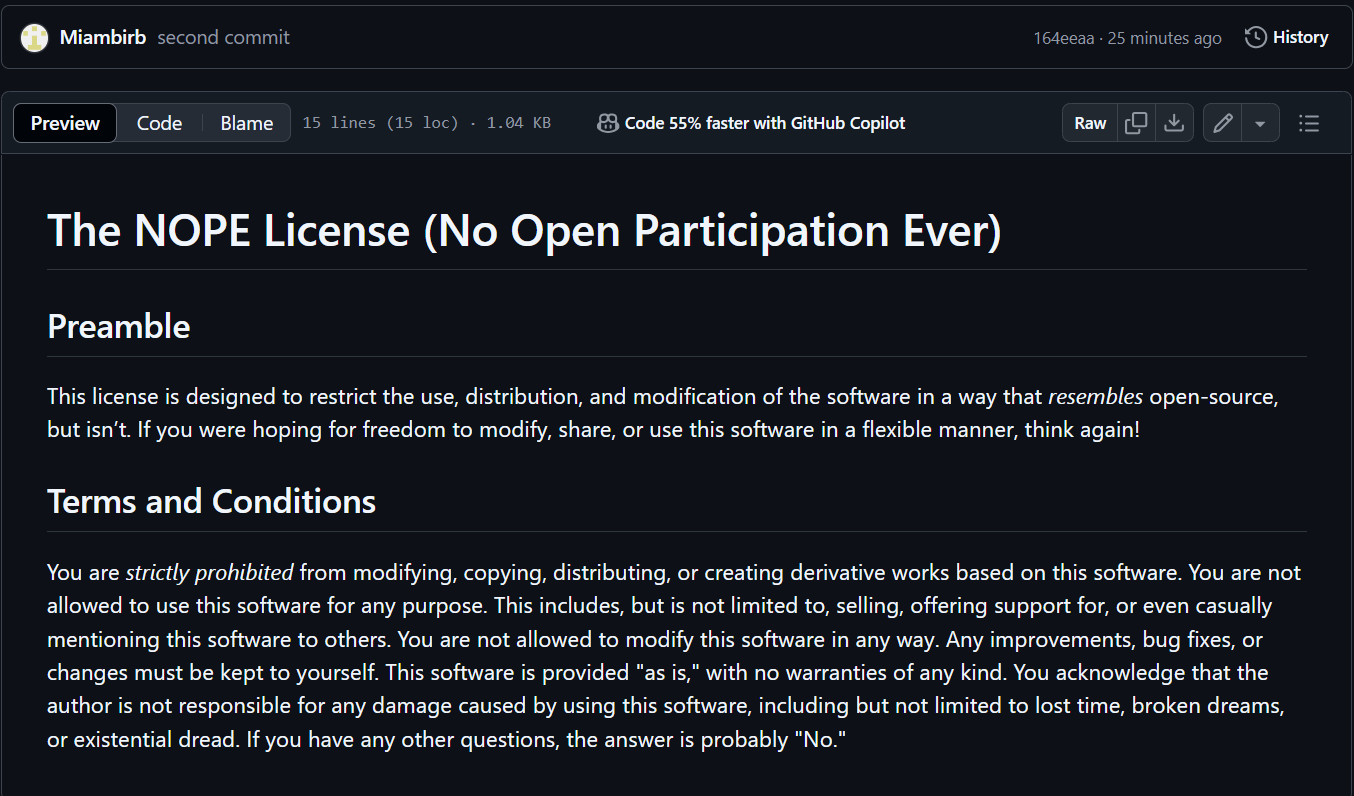 Miambirb second commit 164eeaa · 25 minutes ago History
Preview Code Blame 15 lines (15 loc) · 1.04 KB Code 55% faster with GitHub Copilot Raw
The NOPE License (No Open Participation Ever)
Preamble
This license is designed to restrict the use, distribution, and modification of the software in a way that resembles open-source,
but isn’t. If you were hoping for freedom to modify, share, or use this software in a flexible manner, think again!
Terms and Conditions
You are strictly prohibited from modifying, copying, distributing, or creating derivative works based on this software. You are not
allowed to use this software for any purpose. This includes, but is not limited to, selling, offering support for, or even casually
mentioning this software to others. You are not allowed to modify this software in any way. Any improvements, bug fixes, or
changes must be kept to yourself. This software is provided "as is," with no warranties of any kind. You acknowledge that the
author is not responsible for any damage caused by using this software, including but not limited to lost time, broken dreams,
or existential dread. If you have any other questions, the answer is probably "No."